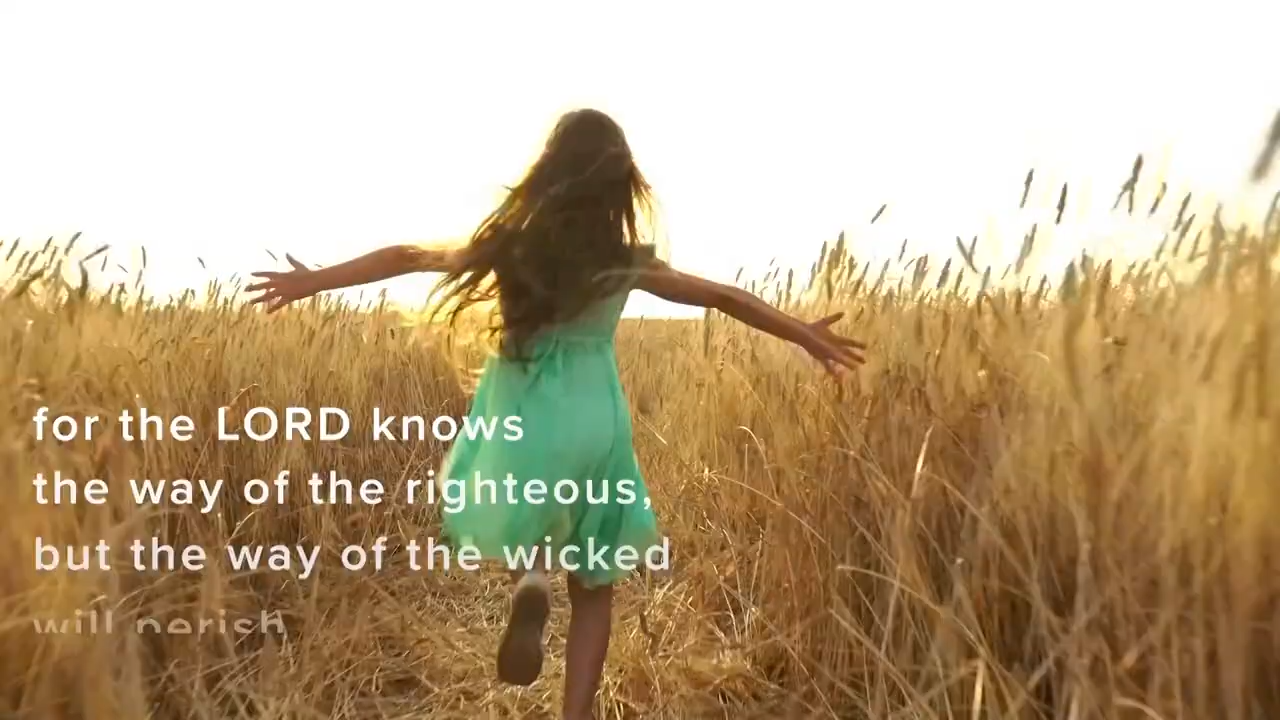 for the LORD knows
the way of the righteous,
but the way of the wicked
will perish